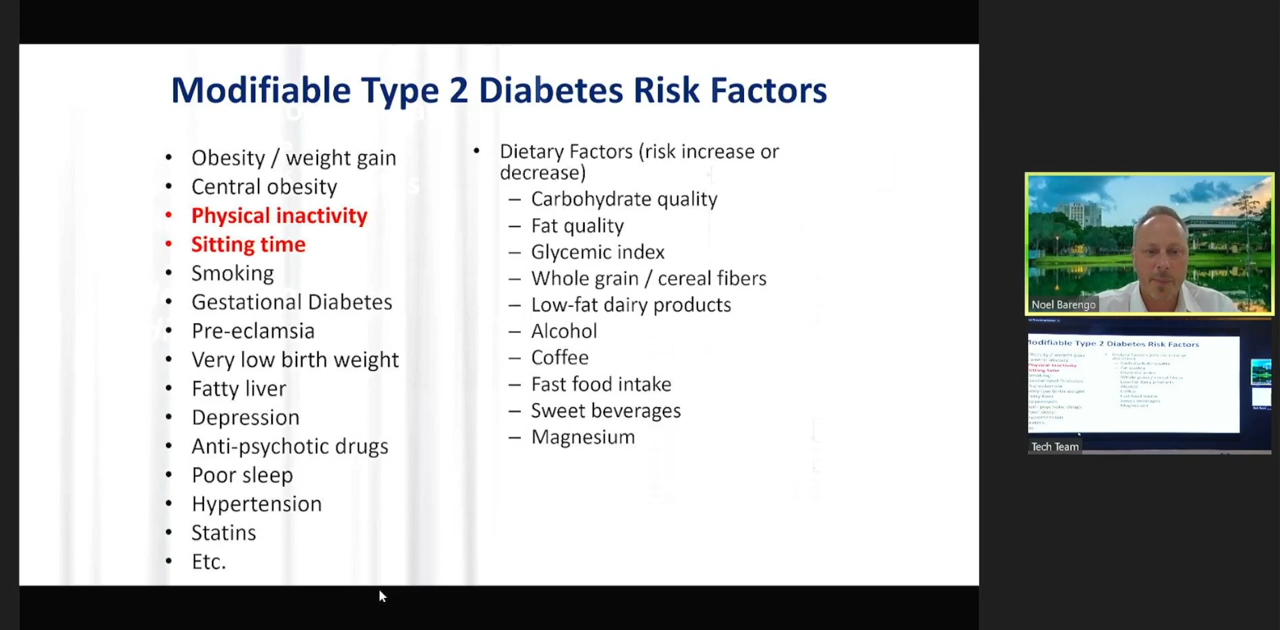 Modifiable Type 2 Diabetes Risk Factors
• Obesity / weight gain
• Central obesity
• Physical inactivity
• Sitting time
• Smoking
• Gestational Diabetes
• Pre-eclamsia
• Very low birth weight
• Fatty liver
• Depression
• Anti-psychotic drugs
• Poor sleep
• Hypertension
• Statins
• Etc.
• Dietary Factors (risk increase or
decrease)
– Carbohydrate quality
– Fat quality
– Glycemic index
– Whole grain / cereal fibers
– Low-fat dairy products
– Alcohol
– Coffee
– Fast food intake
– Sweet beverages
– Magnesium
Noel Barengo
Modifiable Type 2 Diabetes Risk Factors
Tech Team